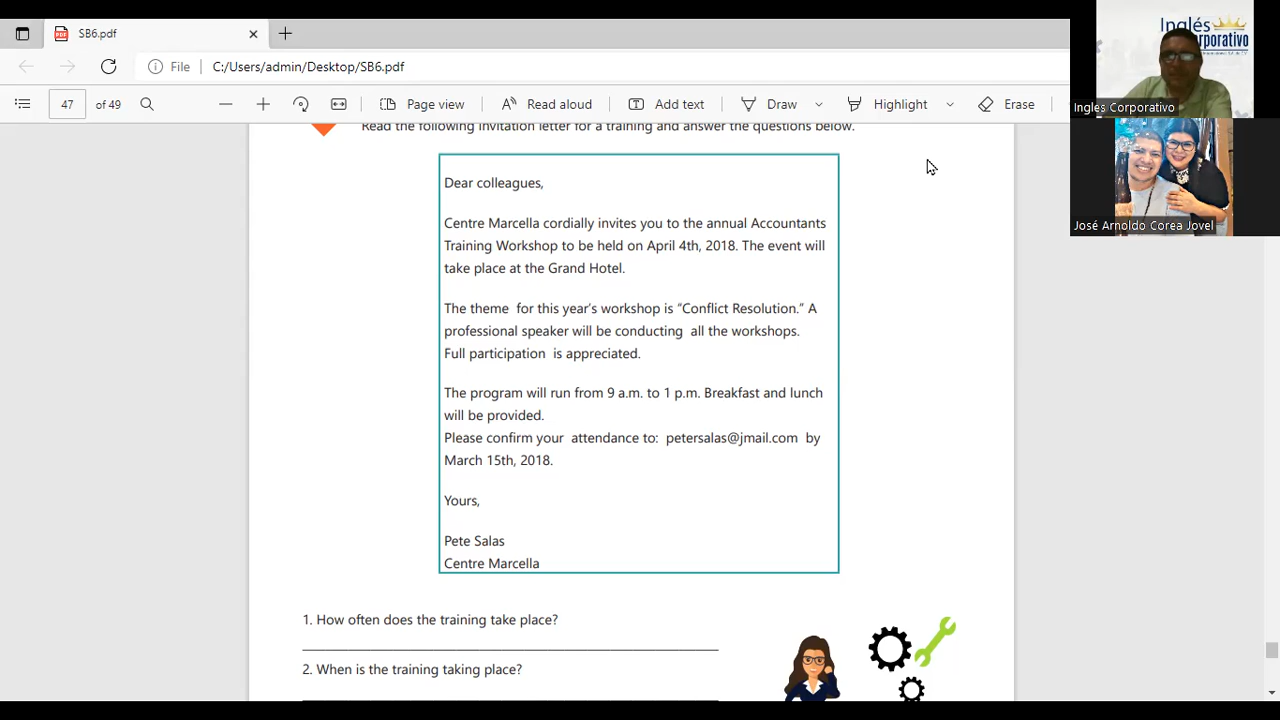 SB6.pdf
File
C:/Users/admin/Desktop/SB6.pdf
47
of 49
Page view
Read aloud
Add text
Draw
Highlight
Erase
Inglés
rporativo
Ingles Corporativo
José Arnoldo Corea Jovel
Read the following invitation letter for a training and answer the questions below.
Dear colleagues,
Centre Marcella cordially invites you to the annual Accountants
Training Workshop to be held on April 4th, 2018. The event will
take place at the Grand Hotel.
The theme  for this year's workshop is “Conflict Resolution.” A
professional speaker will be conducting  all the workshops.
Full participation  is appreciated.
The program will run from 9 a.m. to 1 p.m. Breakfast and lunch
will be provided.
Please confirm your  attendance to:  petersalas@jmail.com  by
March 15th, 2018.
Yours,
Pete Salas
Centre Marcella
1. How often does the training take place?
2. When is the training taking place?